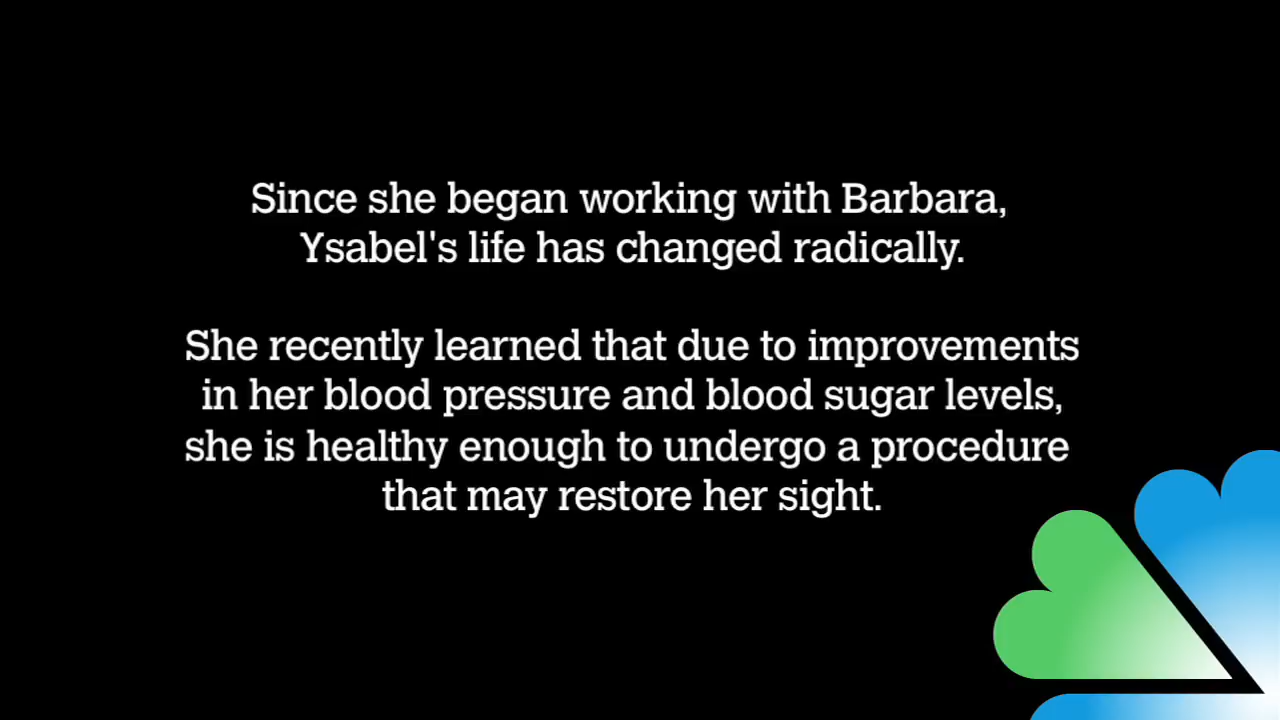 Since she began working with Barbara,
Ysabel's life has changed radically.
She recently learned that due to improvements
in her blood pressure and blood sugar levels,
she is healthy enough to undergo a procedure
that may restore her sight.